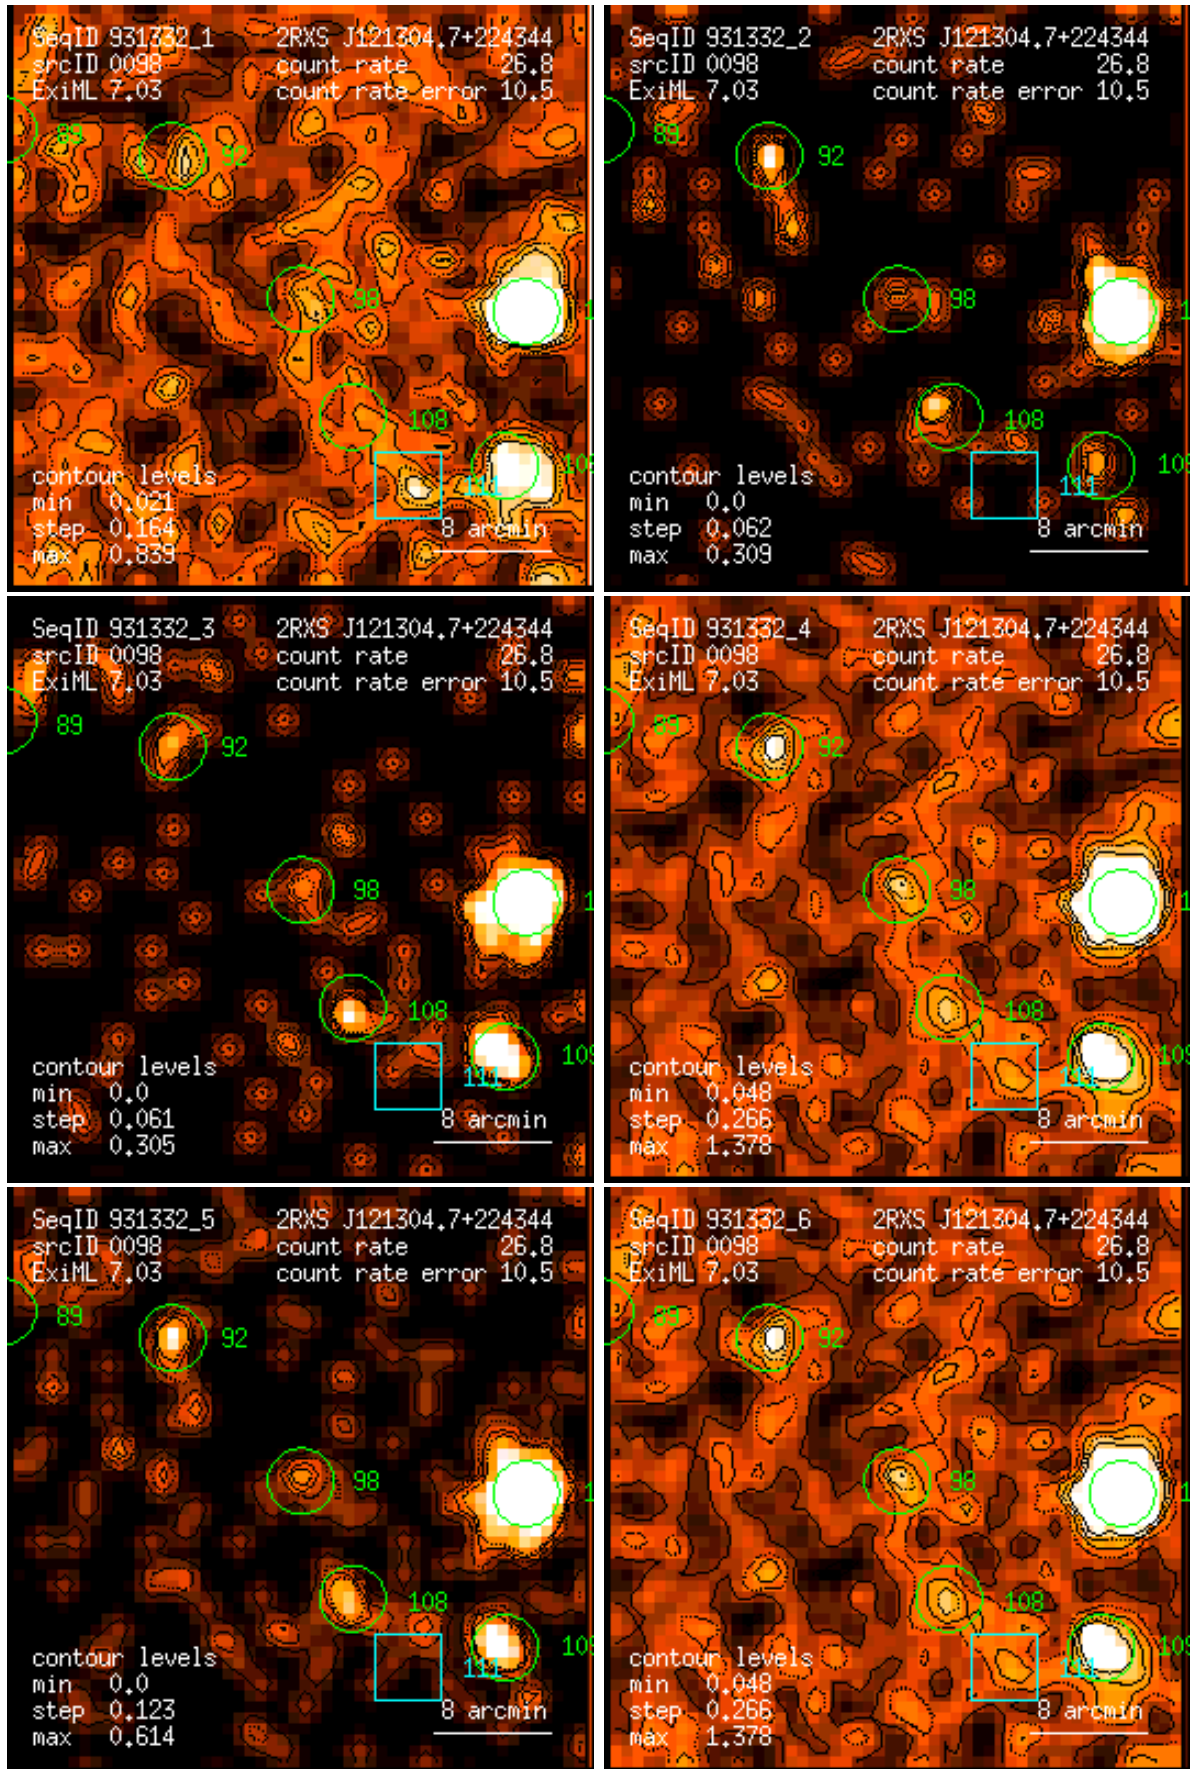 SeqID 931332_1 2RXS J121304.7+224344
srcID 0098 count rate 26.8
ExiML 7.03 count rate error 10.5
89
92
98
1
108
10
111
contour levels
min 0.021
step 0.164
max 0.839
8 arcmin
SeqID 931332_2 2RXS J121304.7+224344
srcID 0098 count rate 26.8
ExiML 7.03 count rate error 10.5
89
92
98
1
108
10
111
contour levels
min 0.0
step 0.062
max 0.309
8 arcmin
SeqID 931332_3 2RXS J121304.7+224344
srcID 0098 count rate 26.8
ExiML 7.03 count rate error 10.5
89
92
98
1
108
109
111
contour levels
min 0.0
step 0.061
max 0.305
8 arcmin
SeqID 931332_4 2RXS J121304.7+224344
srcID 0098 count rate 26.8
ExiML 7.03 count rate error 10.5
89
92
98
1
108
109
111
contour levels
min 0.048
step 0.266
max 1.378
8 arcmin
SeqID 931332_5 2RXS J121304.7+224344
srcID 0098 count rate 26.8
ExiML 7.03 count rate error 10.5
89
92
98
1
108
109
111
contour levels
min 0.0
step 0.123
max 0.614
8 arcmin
SeqID 931332_6 2RXS J121304.7+224344
srcID 0098 count rate 26.8
ExiML 7.03 count rate error 10.5
89
92
98
1
108
109
111
contour levels
min 0.048
step 0.266
max 1.378
8 arcmin